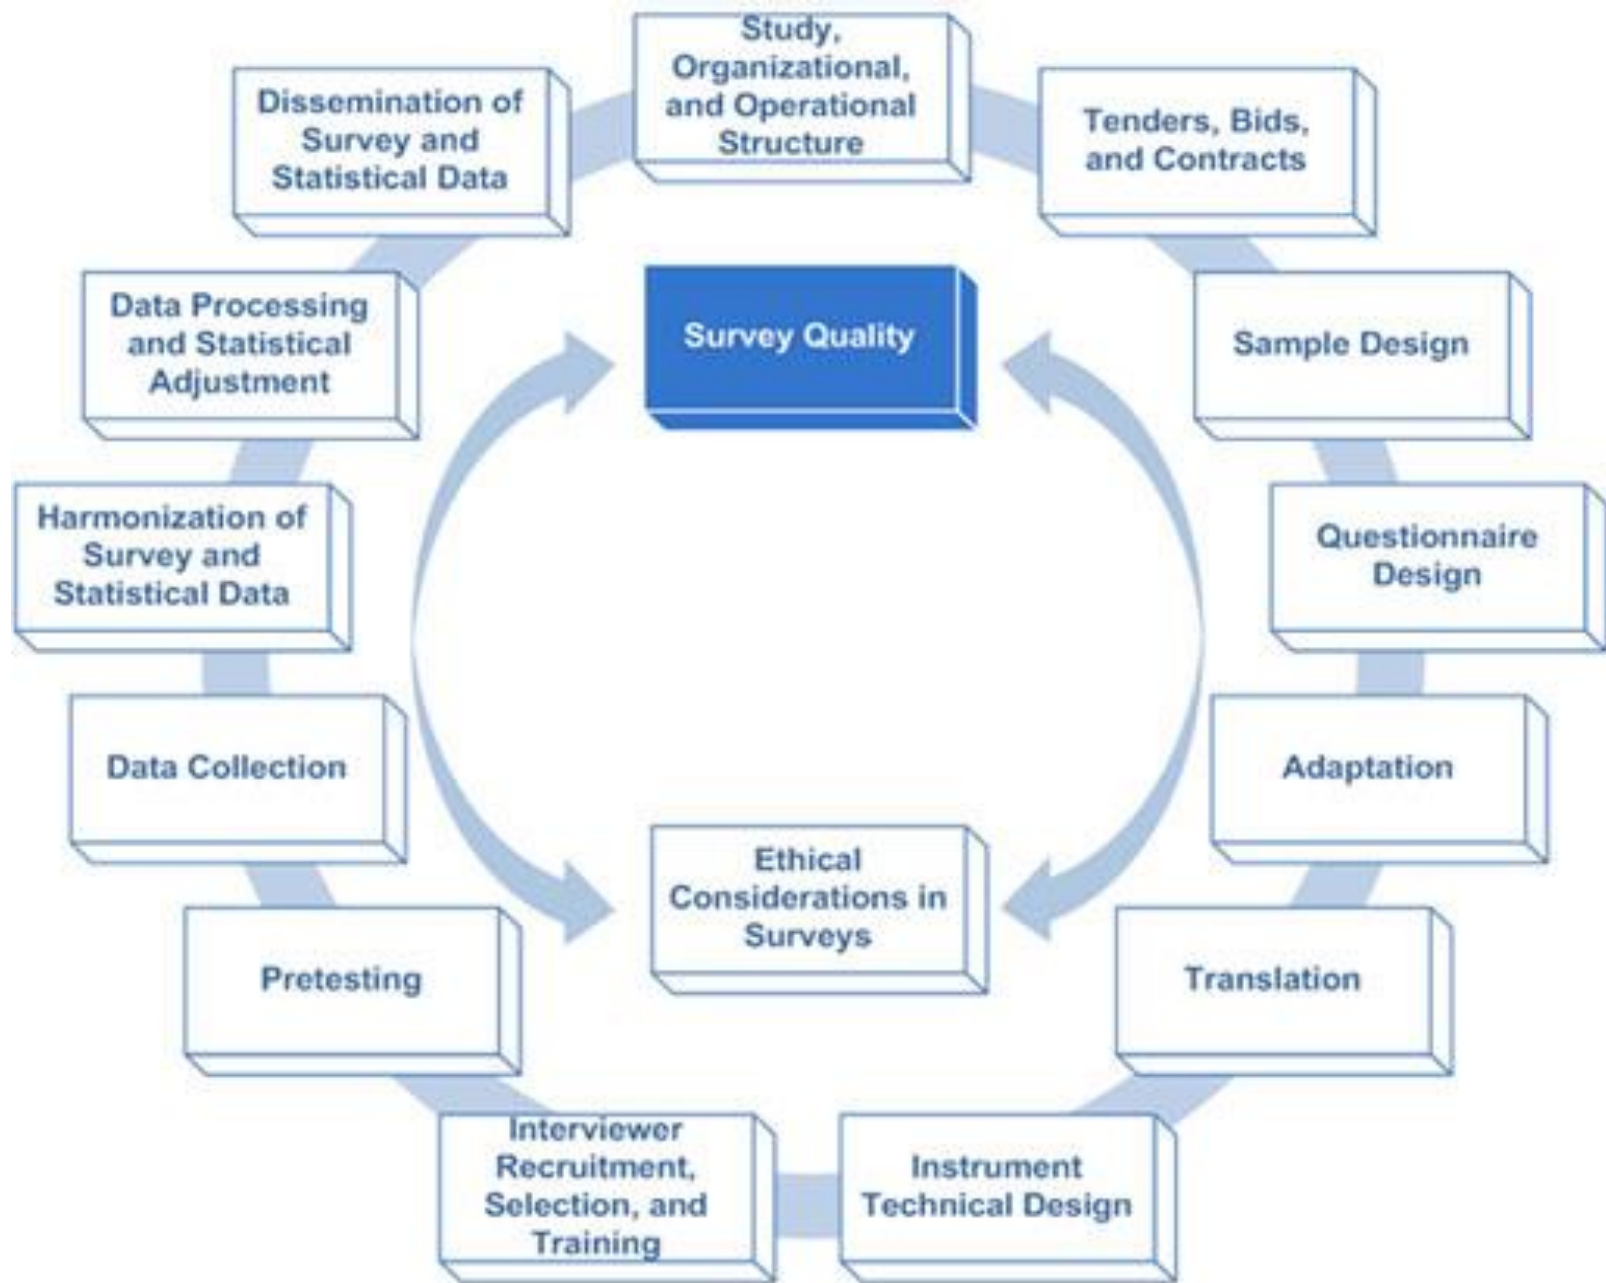 Study,
Organizational,
and Operational
Structure
Tenders, Bids,
and Contracts
Sample Design
Questionnaire
Design
Adaptation
Translation
Instrument
Technical Design
Interviewer
Recruitment,
Selection, and
Training
Pretesting
Data Collection
Harmonization of
Survey and
Statistical Data
Data Processing
and Statistical
Adjustment
Dissemination of
Survey and
Statistical Data
Survey Quality
Ethical
Considerations in
Surveys